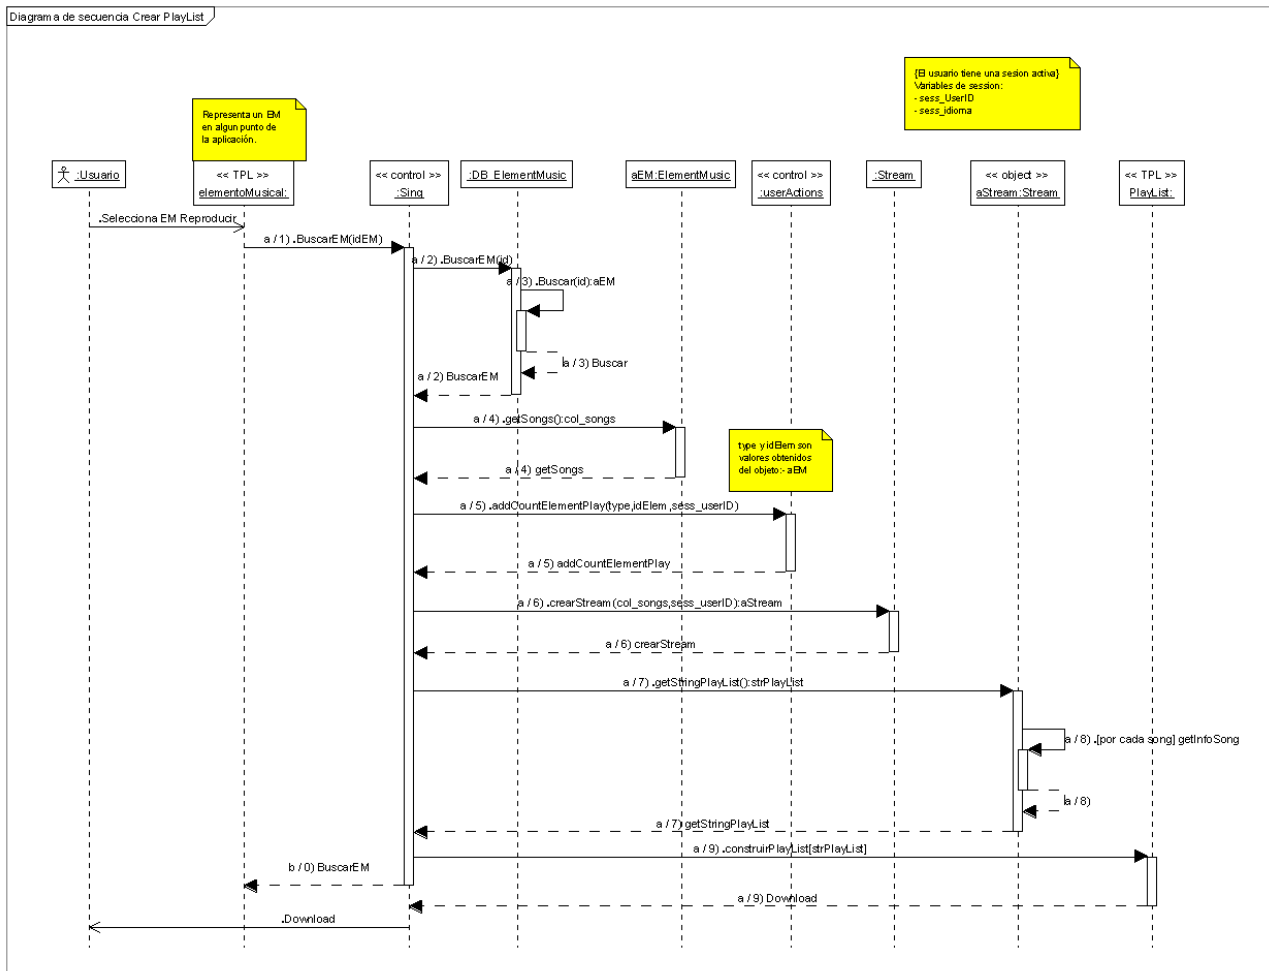 Diagrama de secuencia Crear PlayList
{El usuario tiene una sesion activa}
Variables de session:
- sess_UserID
- sess_idioma
Representa un EM
en algun punto de
la aplicación.
:Usuario
<< TPL >>
elementoMusical:
<< control >>
:Sinq
:DB_ElementMusic
aEM:ElementMusic
<< control >>
:userActions
:Stream
<< object >>
aStream:Stream
<< TPL >>
PlayList:
.Selecciona EM Reproducir
a / 1) .BuscarEM(idEM)
a / 2) .BuscarEM(id)
a / 3) .Buscar(id):aEM
a / 3) Buscar
a / 2) BuscarEM
a / 4) .getSongs():col_songs
type y idElem son
valores obtenidos
del objeto:- aEM
a / 4) getSongs
a / 5) .addCountElementPlay(type,idElem,sess_userID)
a / 5) addCountElementPlay
a / 6) .crearStream(col_songs,sess_userID):aStream
a / 6) crearStream
a / 7) .getStringPlayList():strPlayList
a / 8) .[por cada song] getInfoSong
a / 8)
a / 7) getStringPlayList
a / 9) .construirPlayList[strPlayList]
b / 0) BuscarEM
a / 9) Download
.Download